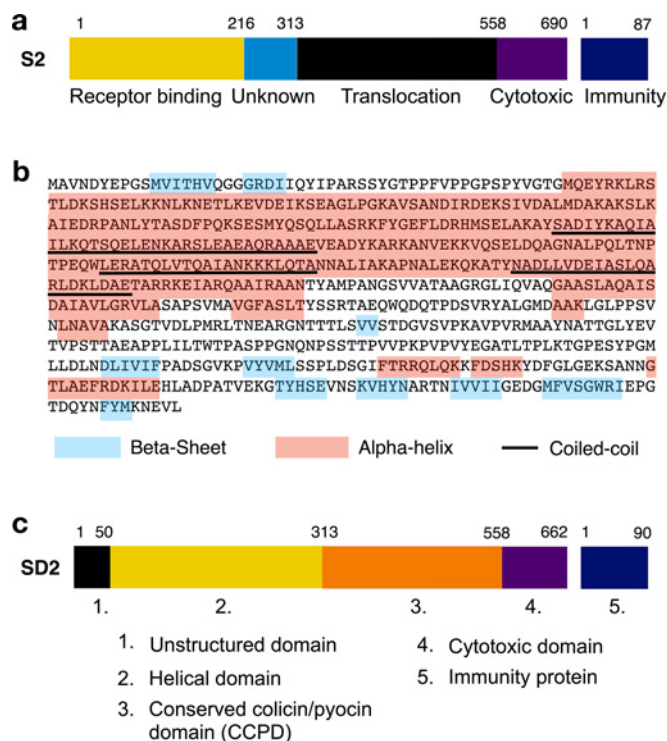 a
1 216 313 558 690 1 87
S2
Receptor binding Unknown Translocation Cytotoxic Immunity
b
MAVNDYEPGSMVITHVQGGGRDIIQYIPARSSYGTPPFVPPGPSPYVGTGMQEYRKLRS
TLDKSHSELKKNLKNETLKEVDEIKSEAGLPGKAVSANDIRSIVDALMDAKAKSLK
AIEDRPANLYTASDFPQKSESMYQSQLLASRKFYGEFLDRHMSELAKAYSADIYKAQIA
ILKQTSQELENKARSLEAEAQRAAAEVEADYKARKANVEKKVQSELDQAGNALPQLTNP
TPEQWLERATQLVTQAIANKKKLQTANNALIAKAPNALEKQKATYNADLLVDEIASLQA
RLDKLDAETARRKEIARQAAIRAANTYAMPANGSVVATAAGRGLIQVAQGAASLAQAIS
DAIAVLGRVLASAPSVMAVGFASLTYSSRTAEQWQDQTPDSVRYALGMDAAKLGLPPSV
NLNAVAKASGTVDLPMRLTNEARGNTTTLSVVSTDGVSVPKAVPVRMAAYNATTGLYEV
TVPSTTAEAPPLILTWTPASPPGNQNPSSTTPVVPKPVPVYEGATLTPLKTGPESYPGM
LLLDLNDLIVIFPADSGVKPVYVMLSSPLDSGIFTRRQLQKKFDSHKYDFGLGEKSANNG
TLAEFRDKILEHLADPATVEKGTYHSEVNSKVHYNARTNIVVIIGEDGMFVSGWRIEPG
TDQYNFYMKNEVL
Beta-Sheet Alpha-helix Coiled-coil
c
1 50 313 558 662 1 90
SD2
1. 2. 3. 4. 5.
1. Unstructured domain
2. Helical domain
3. Conserved colicin/pyocin
domain (CCPD)
4. Cytotoxic domain
5. Immunity protein